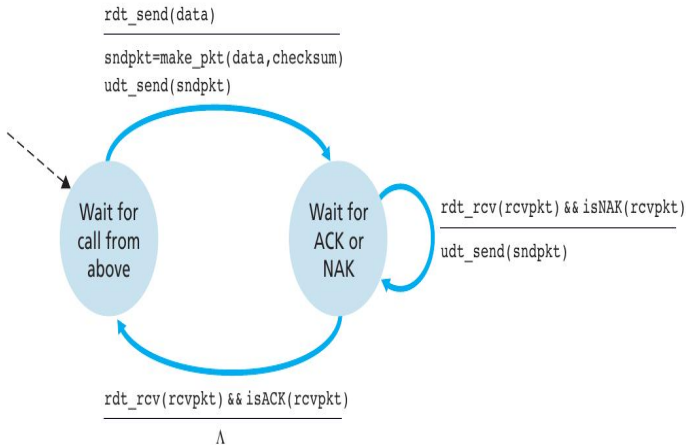 rdt_send(data)
sndpkt=make_pkt(data,checksum)
udt_send(sndpkt)
Wait for
call from
above
Wait for
ACK or
NAK
rdt_rcv(rcvpkt)&&isNAK(rcvpkt)
udt_send(sndpkt)
rdt_rcv(rcvpkt)&&isACK(rcvpkt)
Λ